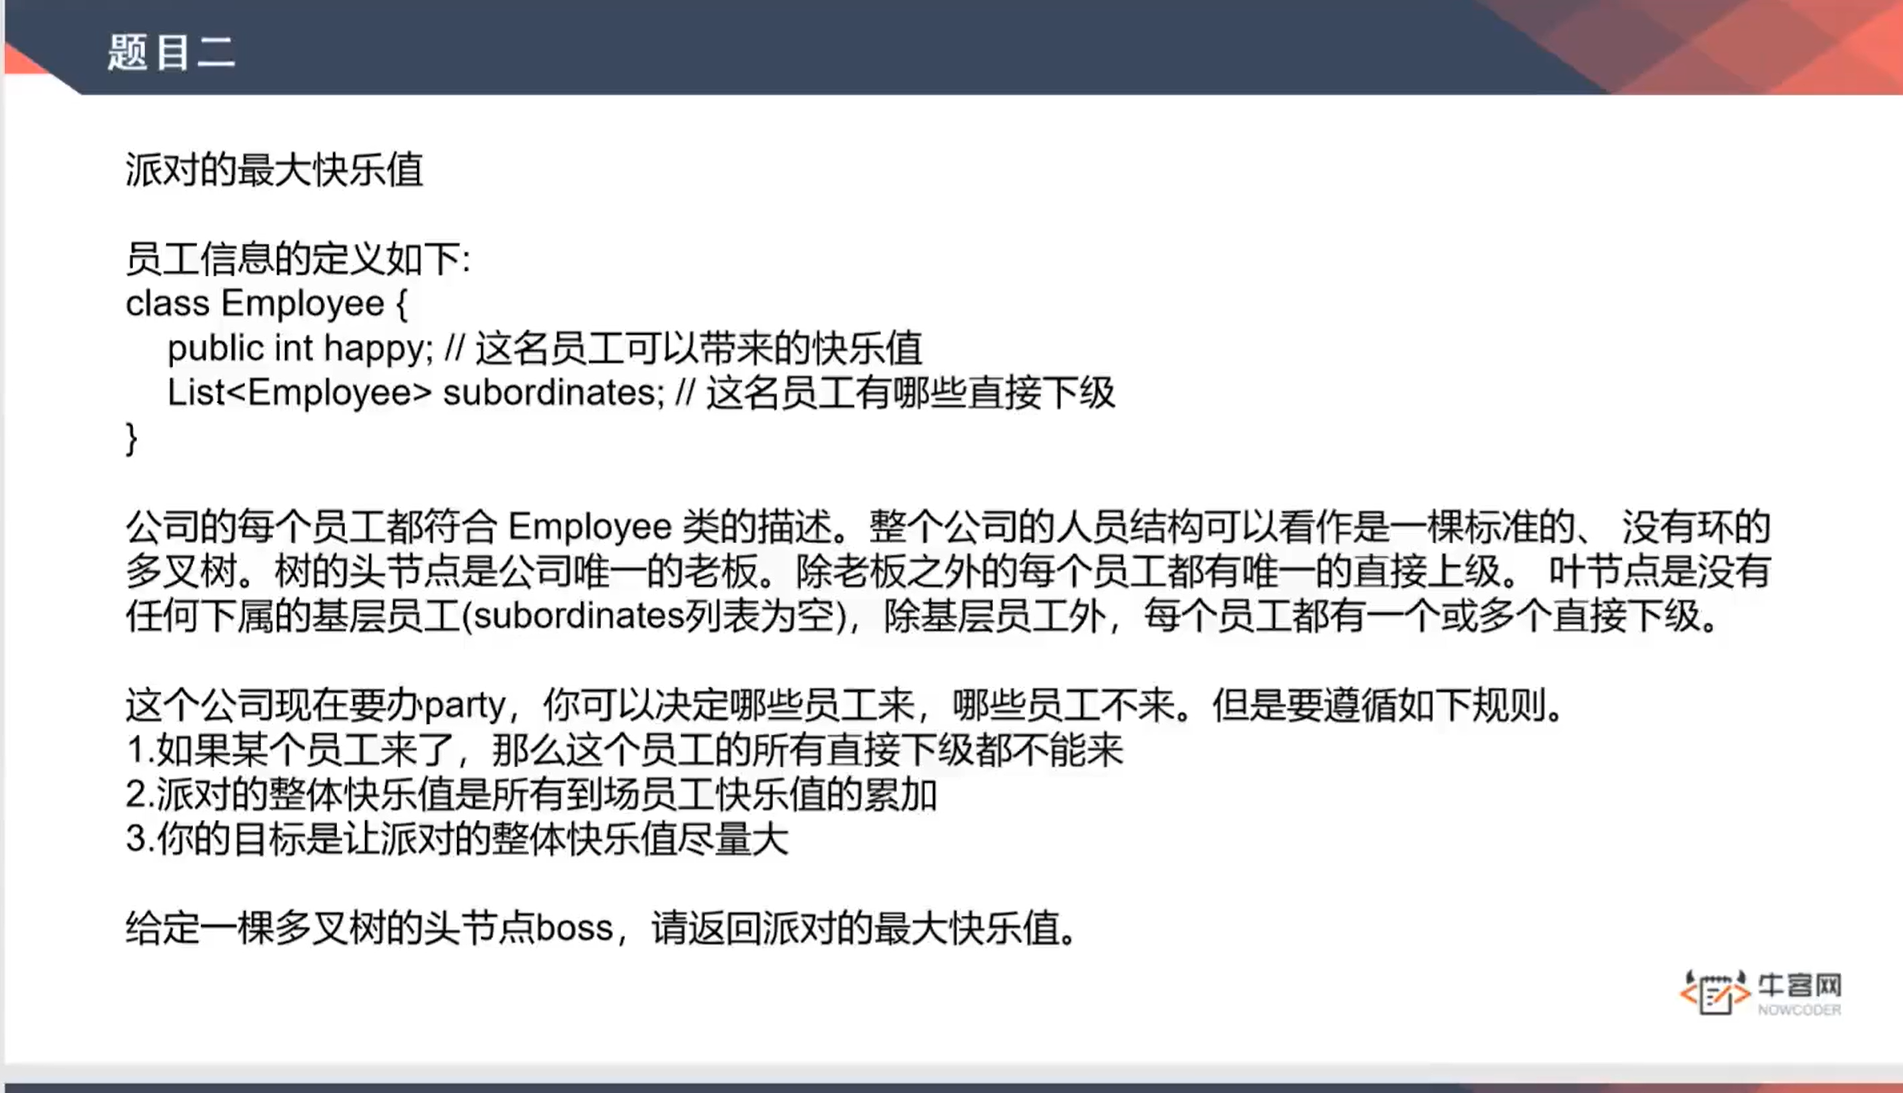 题目二
派对的最大快乐值
员工信息的定义如下:
class Employee {
public int happy; // 这名员工可以带来的快乐值
List<Employee> subordinates; // 这名员工有哪些直接下级
}
公司的每个员工都符合 Employee 类的描述。整个公司的人员结构可以看作是一棵标准的、 没有环的
多叉树。树的头节点是公司唯一的老板。除老板之外的每个员工都有唯一的直接上级。 叶节点是没有
任何下属的基层员工(subordinates列表为空)，除基层员工外，每个员工都有一个或多个直接下级。
这个公司现在要办party，你可以决定哪些员工来，哪些员工不来。但是要遵循如下规则。
1.如果某个员工来了，那么这个员工的所有直接下级都不能来
2.派对的整体快乐值是所有到场员工快乐值的累加
3.你的目标是让派对的整体快乐值尽量大
给定一棵多叉树的头节点boss，请返回派对的最大快乐值。
牛客网
NOWCODER